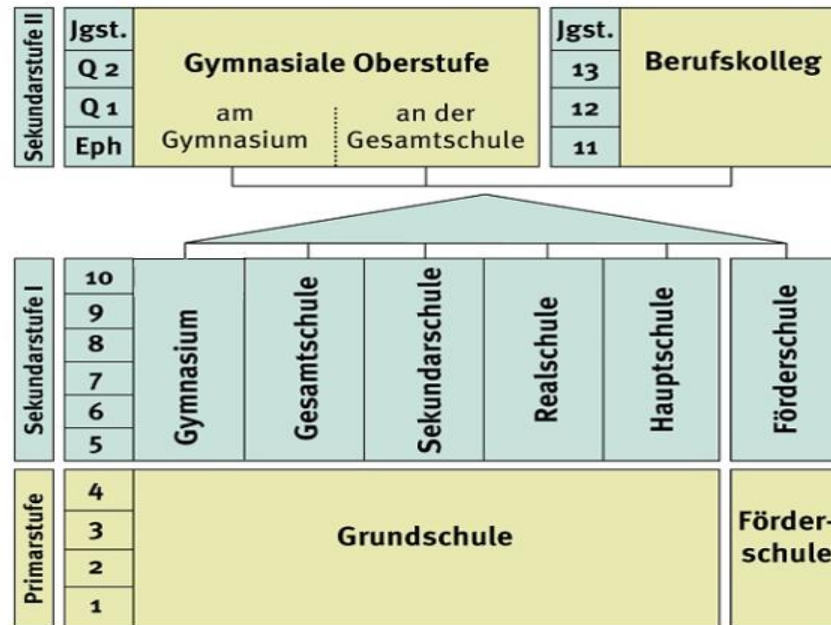 Sekundarstufe II
Jgst.
Q 2
Q 1
Eph
Gymnasiale Oberstufe
am
Gymnasium
an der
Gesamtschule
Jgst.
13
12
11
Berufskolleg
Sekundarstufe I
10
9
8
7
6
5
Gymnasium
Gesamtschule
Sekundarschule
Realschule
Hauptschule
Förderschule
Primarstufe
4
3
2
1
Grundschule
Förder-
schule